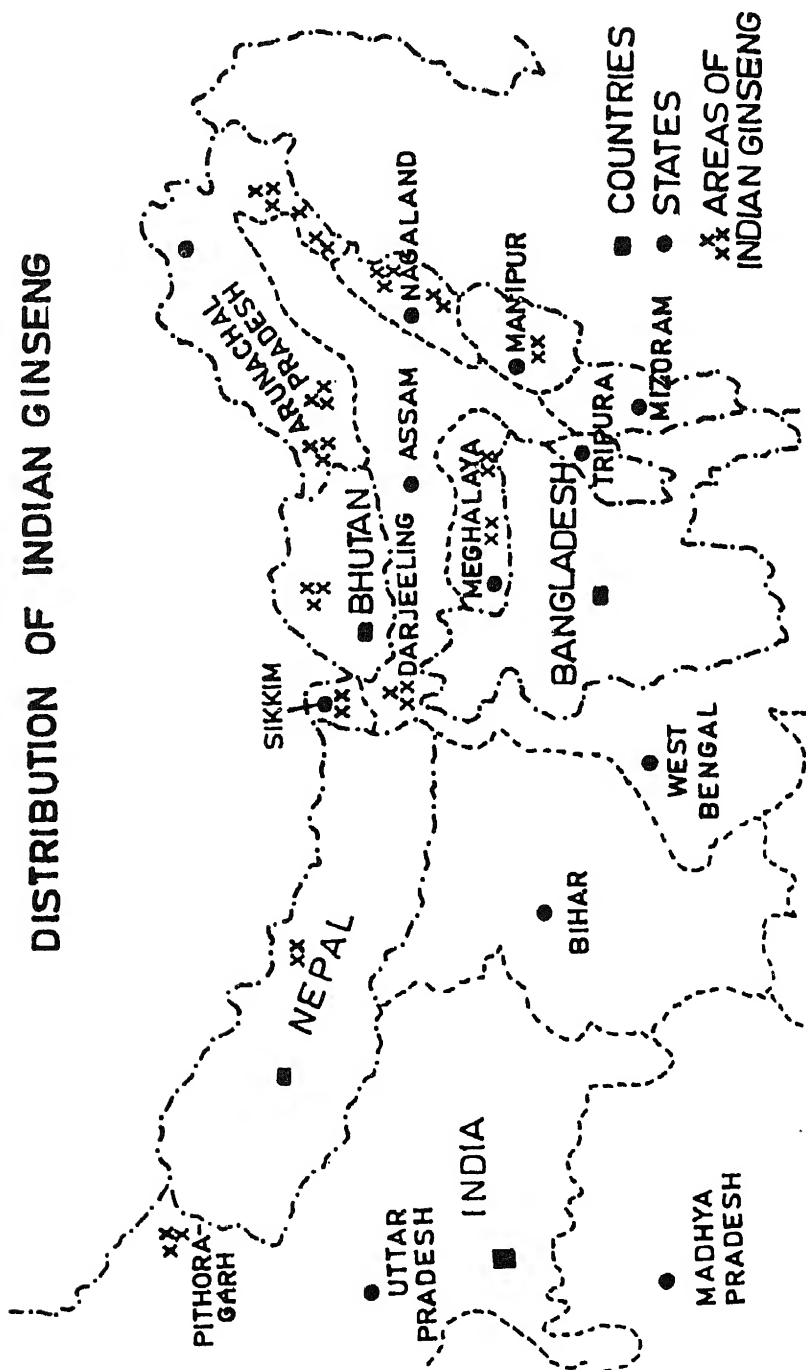 DISTRIBUTION OF INDIAN GINSENG
PITHORA-
GARH
NEPAL
SIKKIM
BHUTAN
DARJEELING
ARUNACHAL
PRADESH
ASSAM
NAGALAND
MEGHALAYA
MANIPUR
UTTAR
PRADESH
INDIA
BIHAR
BANGLADESH
TRIPURA
MIZORAM
WEST
BENGAL
MADHYA
PRADESH
COUNTRIES
STATES
AREAS OF
INDIAN GINSENG